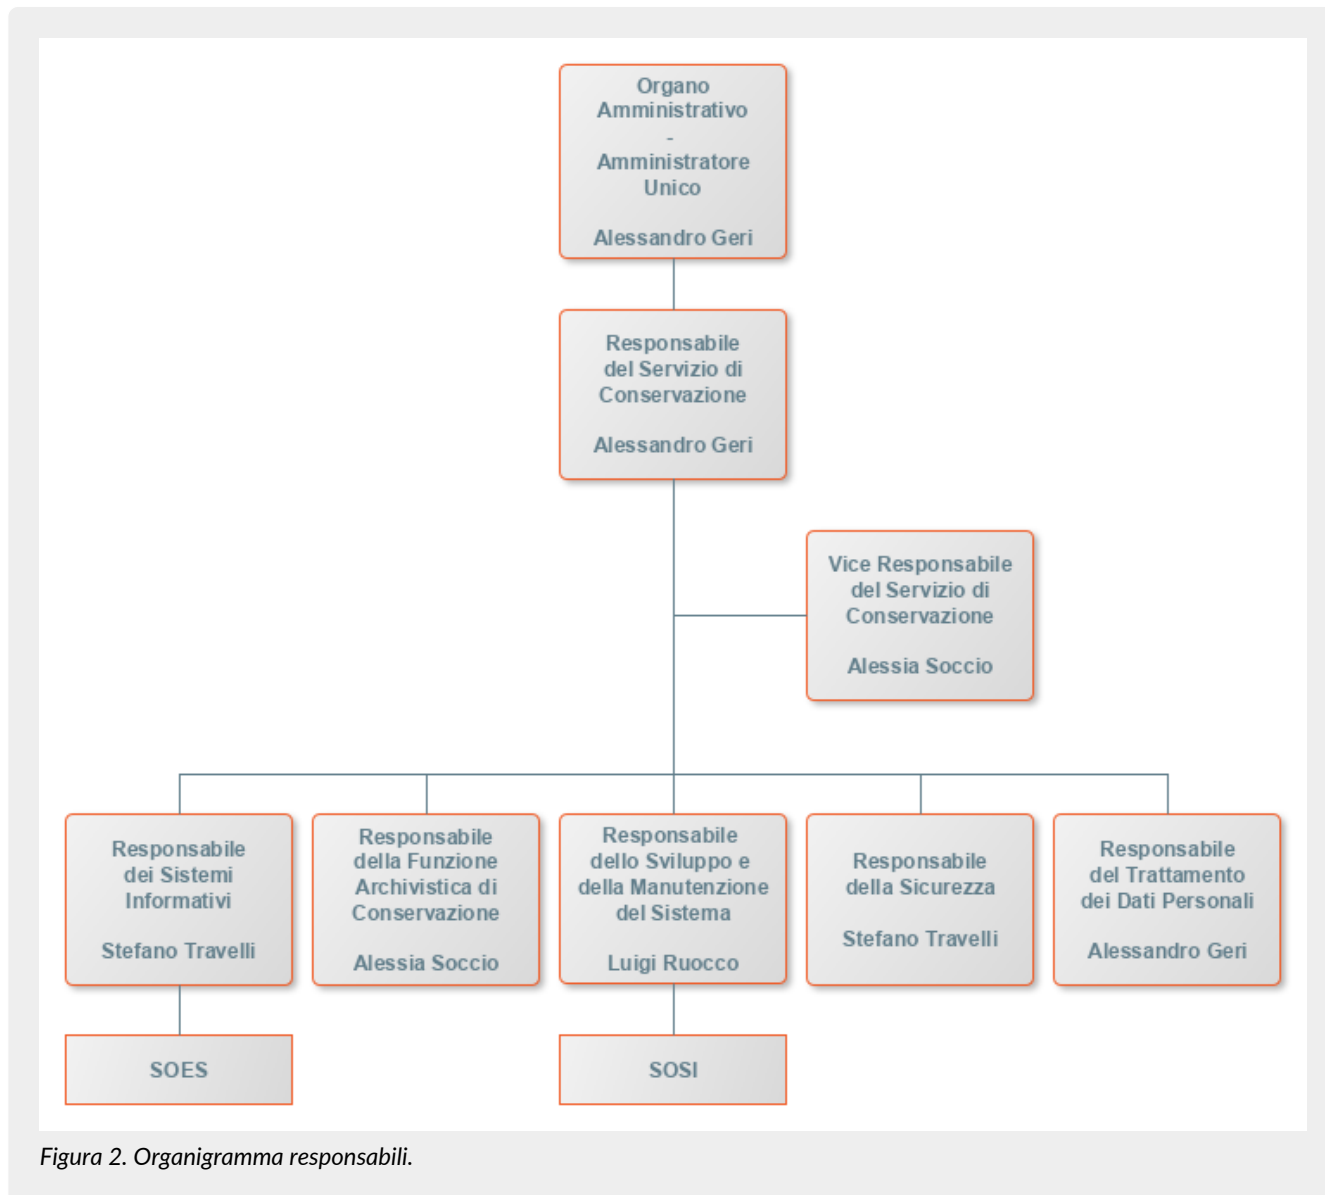 Organo
Amministrativo
-
Amministratore
Unico
Alessandro Geri
Responsabile
del Servizio di
Conservazione
Alessandro Geri
Vice Responsabile
del Servizio di
Conservazione
Alessia Soccio
Responsabile
dei Sistemi
Informativi
Stefano Travelli
Responsabile
della Funzione
Archivistica di
Conservazione
Alessia Soccio
Responsabile
dello Sviluppo e
della Manutenzione
del Sistema
Luigi Ruocco
Responsabile
della Sicurezza
Stefano Travelli
Responsabile
del Trattamento
dei Dati Personali
Alessandro Geri
SOES
SOSI
Figura 2. Organigramma responsabili.